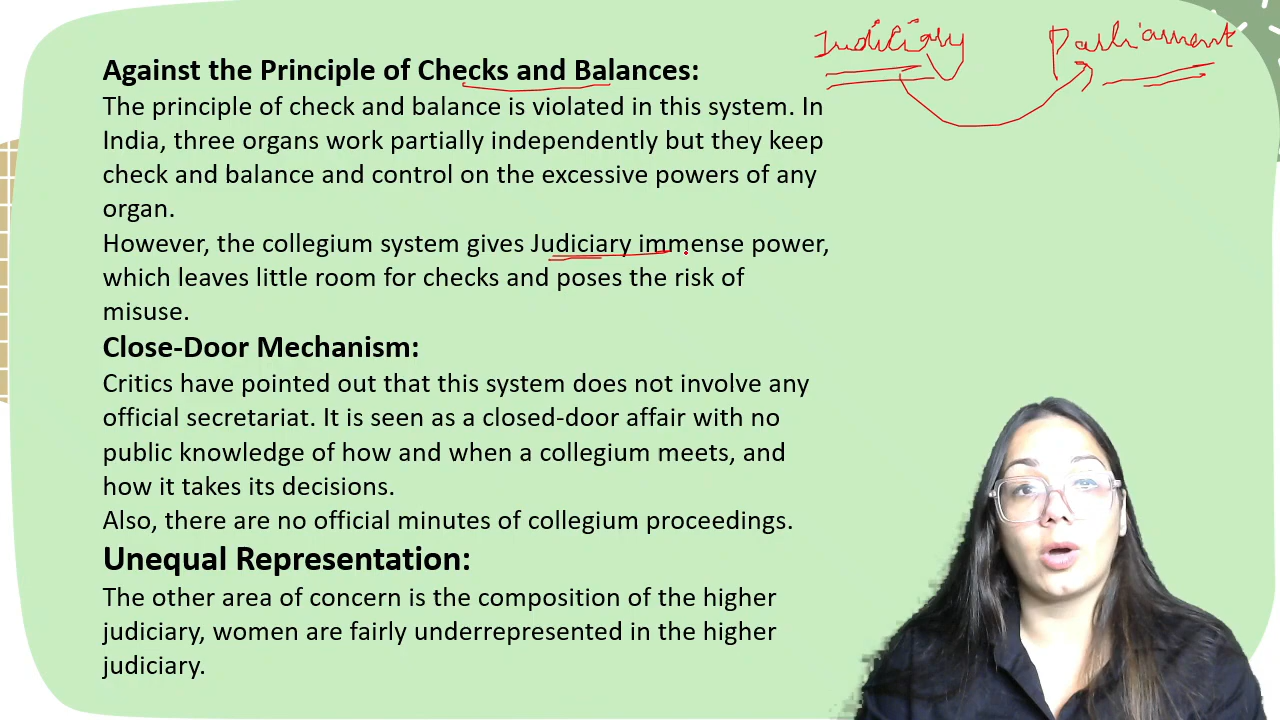 Judiciary Parliament
Against the Principle of Checks and Balances:
The principle of check and balance is violated in this system. In
India, three organs work partially independently but they keep
check and balance and control on the excessive powers of any
organ.
However, the collegium system gives Judiciary immense power,
which leaves little room for checks and poses the risk of
misuse.
Close-Door Mechanism:
Critics have pointed out that this system does not involve any
official secretariat. It is seen as a closed-door affair with no
public knowledge of how and when a collegium meets, and
how it takes its decisions.
Also, there are no official minutes of collegium proceedings.
Unequal Representation:
The other area of concern is the composition of the higher
judiciary, women are fairly underrepresented in the higher
judiciary.